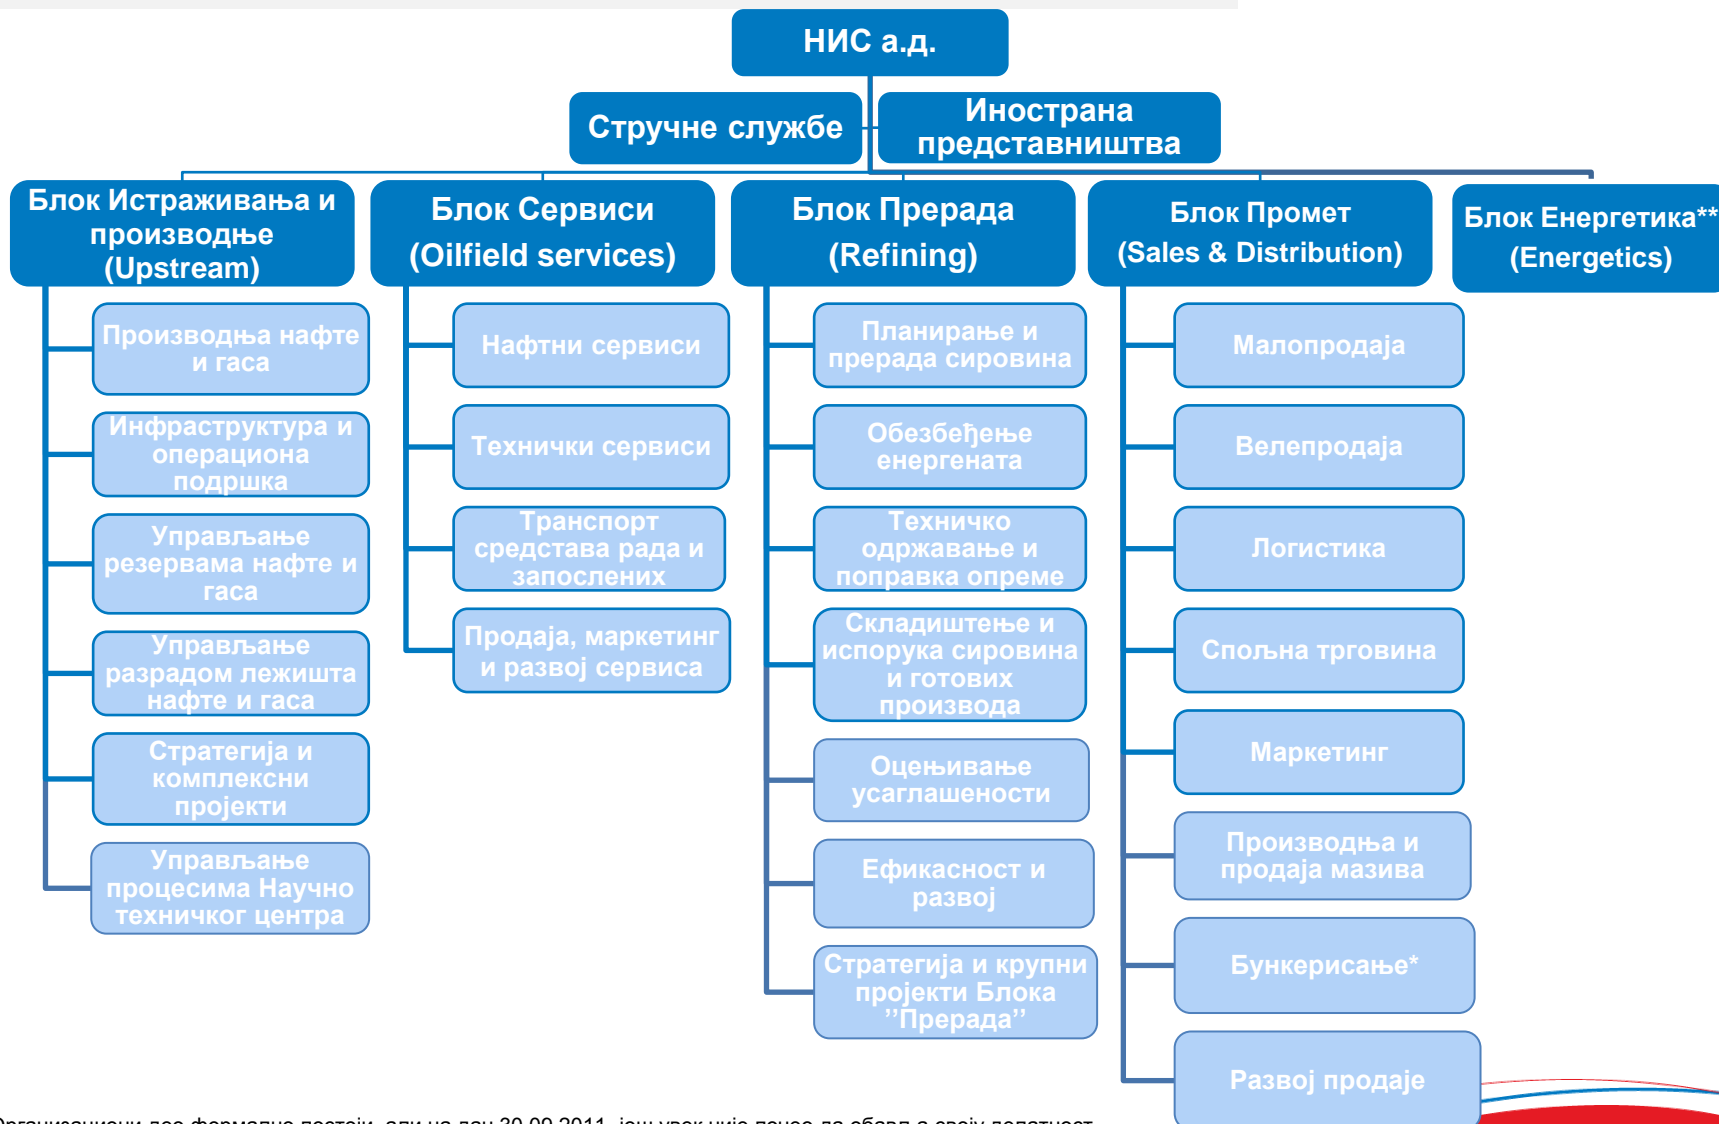 НИС а.д.
Стручне службе
Инострана
представништва
Блок Истраживања и
производње
(Upstream)
Производња нафте
и гаса
Инфраструктура и
операциона
подршка
Управљање
резервама нафте и
гаса
Управљање
разрадом лежишта
нафте и гаса
Стратегија и
комплексни
пројекти
Управљање
процесима Научно
техничког центра
Блок Сервиси
(Oilfield services)
Нафтни сервиси
Технички сервиси
Транспорт
средстава рада и
запослених
Продаја, маркетинг
и развој сервиса
Блок Прерада
(Refining)
Планирање и
прерада сировина
Обезбеђење
енергената
Техничко
одржавање и
поправка опреме
Складиштење и
испорука сировина
и готових
производа
Оцењивање
усаглашености
Ефикасност и
развој
Стратегија и крупни
пројекти Блока
’’Прерада’’
Блок Промет
(Sales & Distribution)
Малопродаја
Велепродаја
Логистика
Спољна трговина
Маркетинг
Производња и
продаја мазива
Бункерисање*
Развој продаје
Блок Енергетика**
(Energetics)